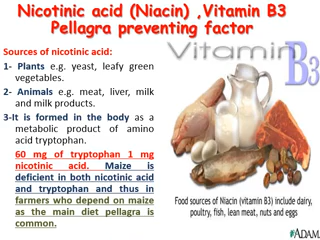 Nicotinic acid (Niacin) ,Vitamin B3
Pellagra preventing factor
Sources of nicotinic acid:
1- Plants e.g. yeast, leafy green
vegetables.
2- Animals e.g. meat, liver, milk
and milk products.
3-It is formed in the body as a
metabolic product of amino
acid tryptophan.
60 mg of tryptophan 1 mg
nicotinic acid. Maize is
deficient in both nicotinic acid
and tryptophan and thus in
farmers who depend on maize
as the main diet pellagra is
common.
Vitamin
B3
Food sources of Niacin (vitamin B3) include dairy,
poultry, fish, lean meat, nuts and eggs
ADAM.